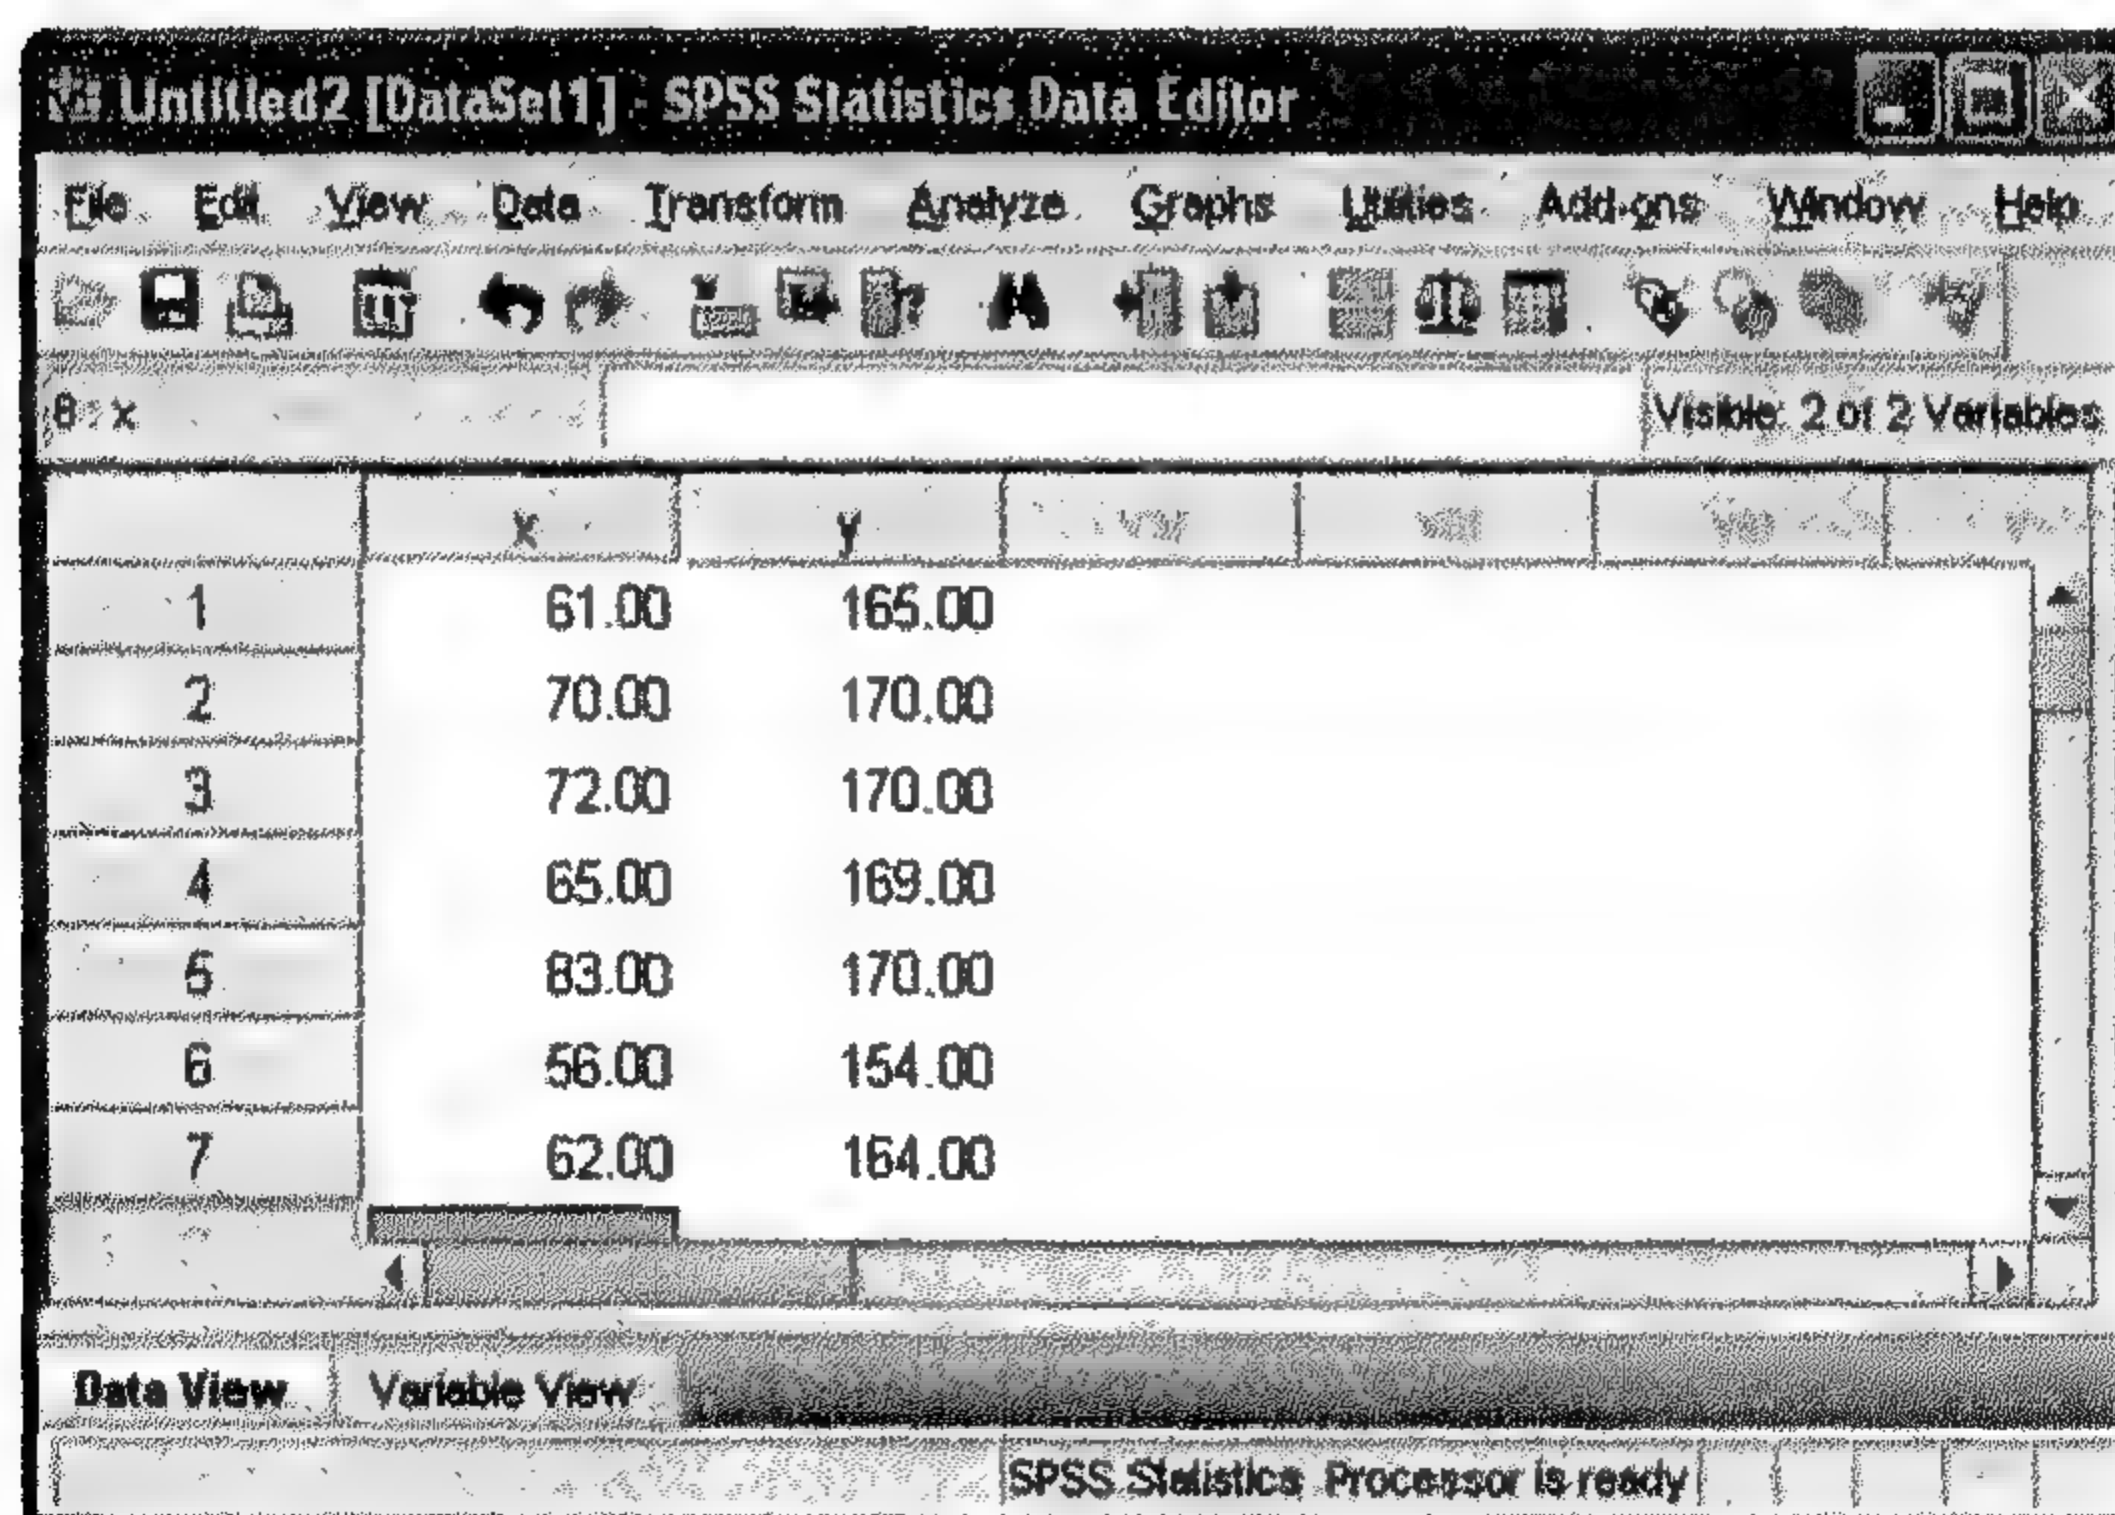 Untitled2 [DataSet1] - SPSS Statistics Data Editor
File Edit View Data Transform Analyze Graphs Utilities Add-ons Window Help
8 : x Visible: 2 of 2 Variables
x y
1 61.00 165.00
2 70.00 170.00
3 72.00 170.00
4 65.00 169.00
5 63.00 170.00
6 56.00 154.00
7 62.00 164.00
Data View Variable View
SPSS Statistics Processor is ready